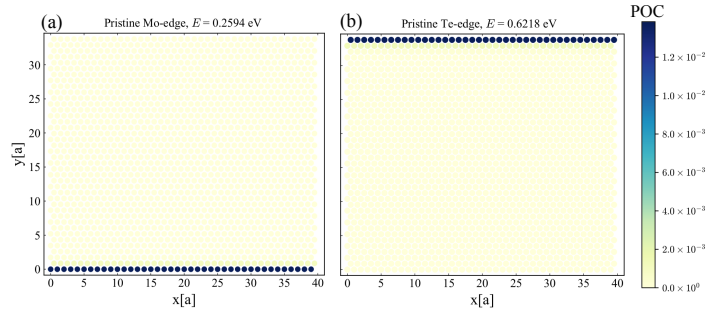 (a)
Pristine Mo-edge, E = 0.2594 eV
(b)
Pristine Te-edge, E = 0.6218 eV
POC
35
30
25
20
15
10
5
0
y[a]
0 5 10 15 20 25 30 35 40
x[a]
0 5 10 15 20 25 30 35 40
x[a]
1.2 × 10⁻²
1.0 × 10⁻²
8.0 × 10⁻³
6.0 × 10⁻³
4.0 × 10⁻³
2.0 × 10⁻³
0.0 × 10⁰